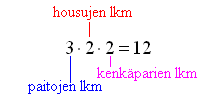 housujen lkm
3 · 2 · 2 = 12
kenkäparien lkm
paitojen lkm